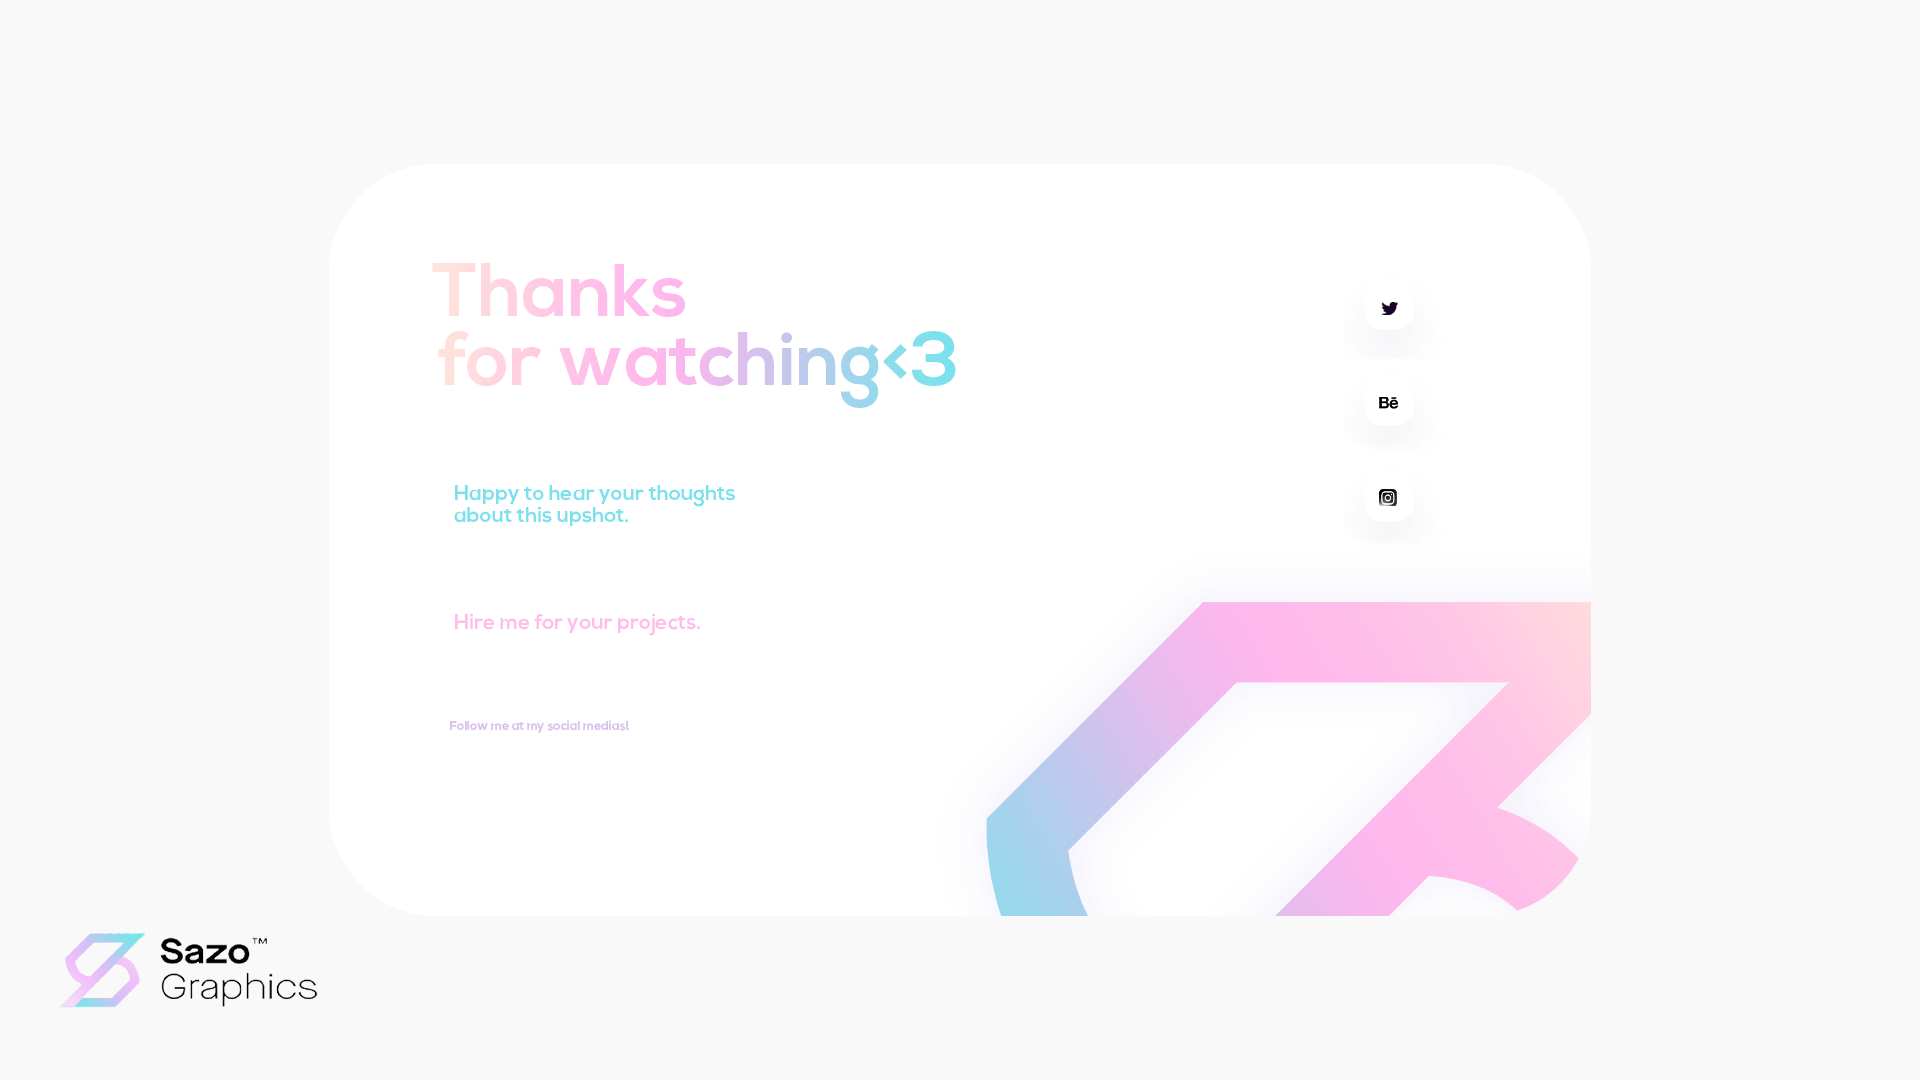 Thanks
for watching<3
Happy to hear your thoughts
about this upshot.
Hire me for your projects.
Follow me at my social medias!
Bē
Sazo™
Graphics